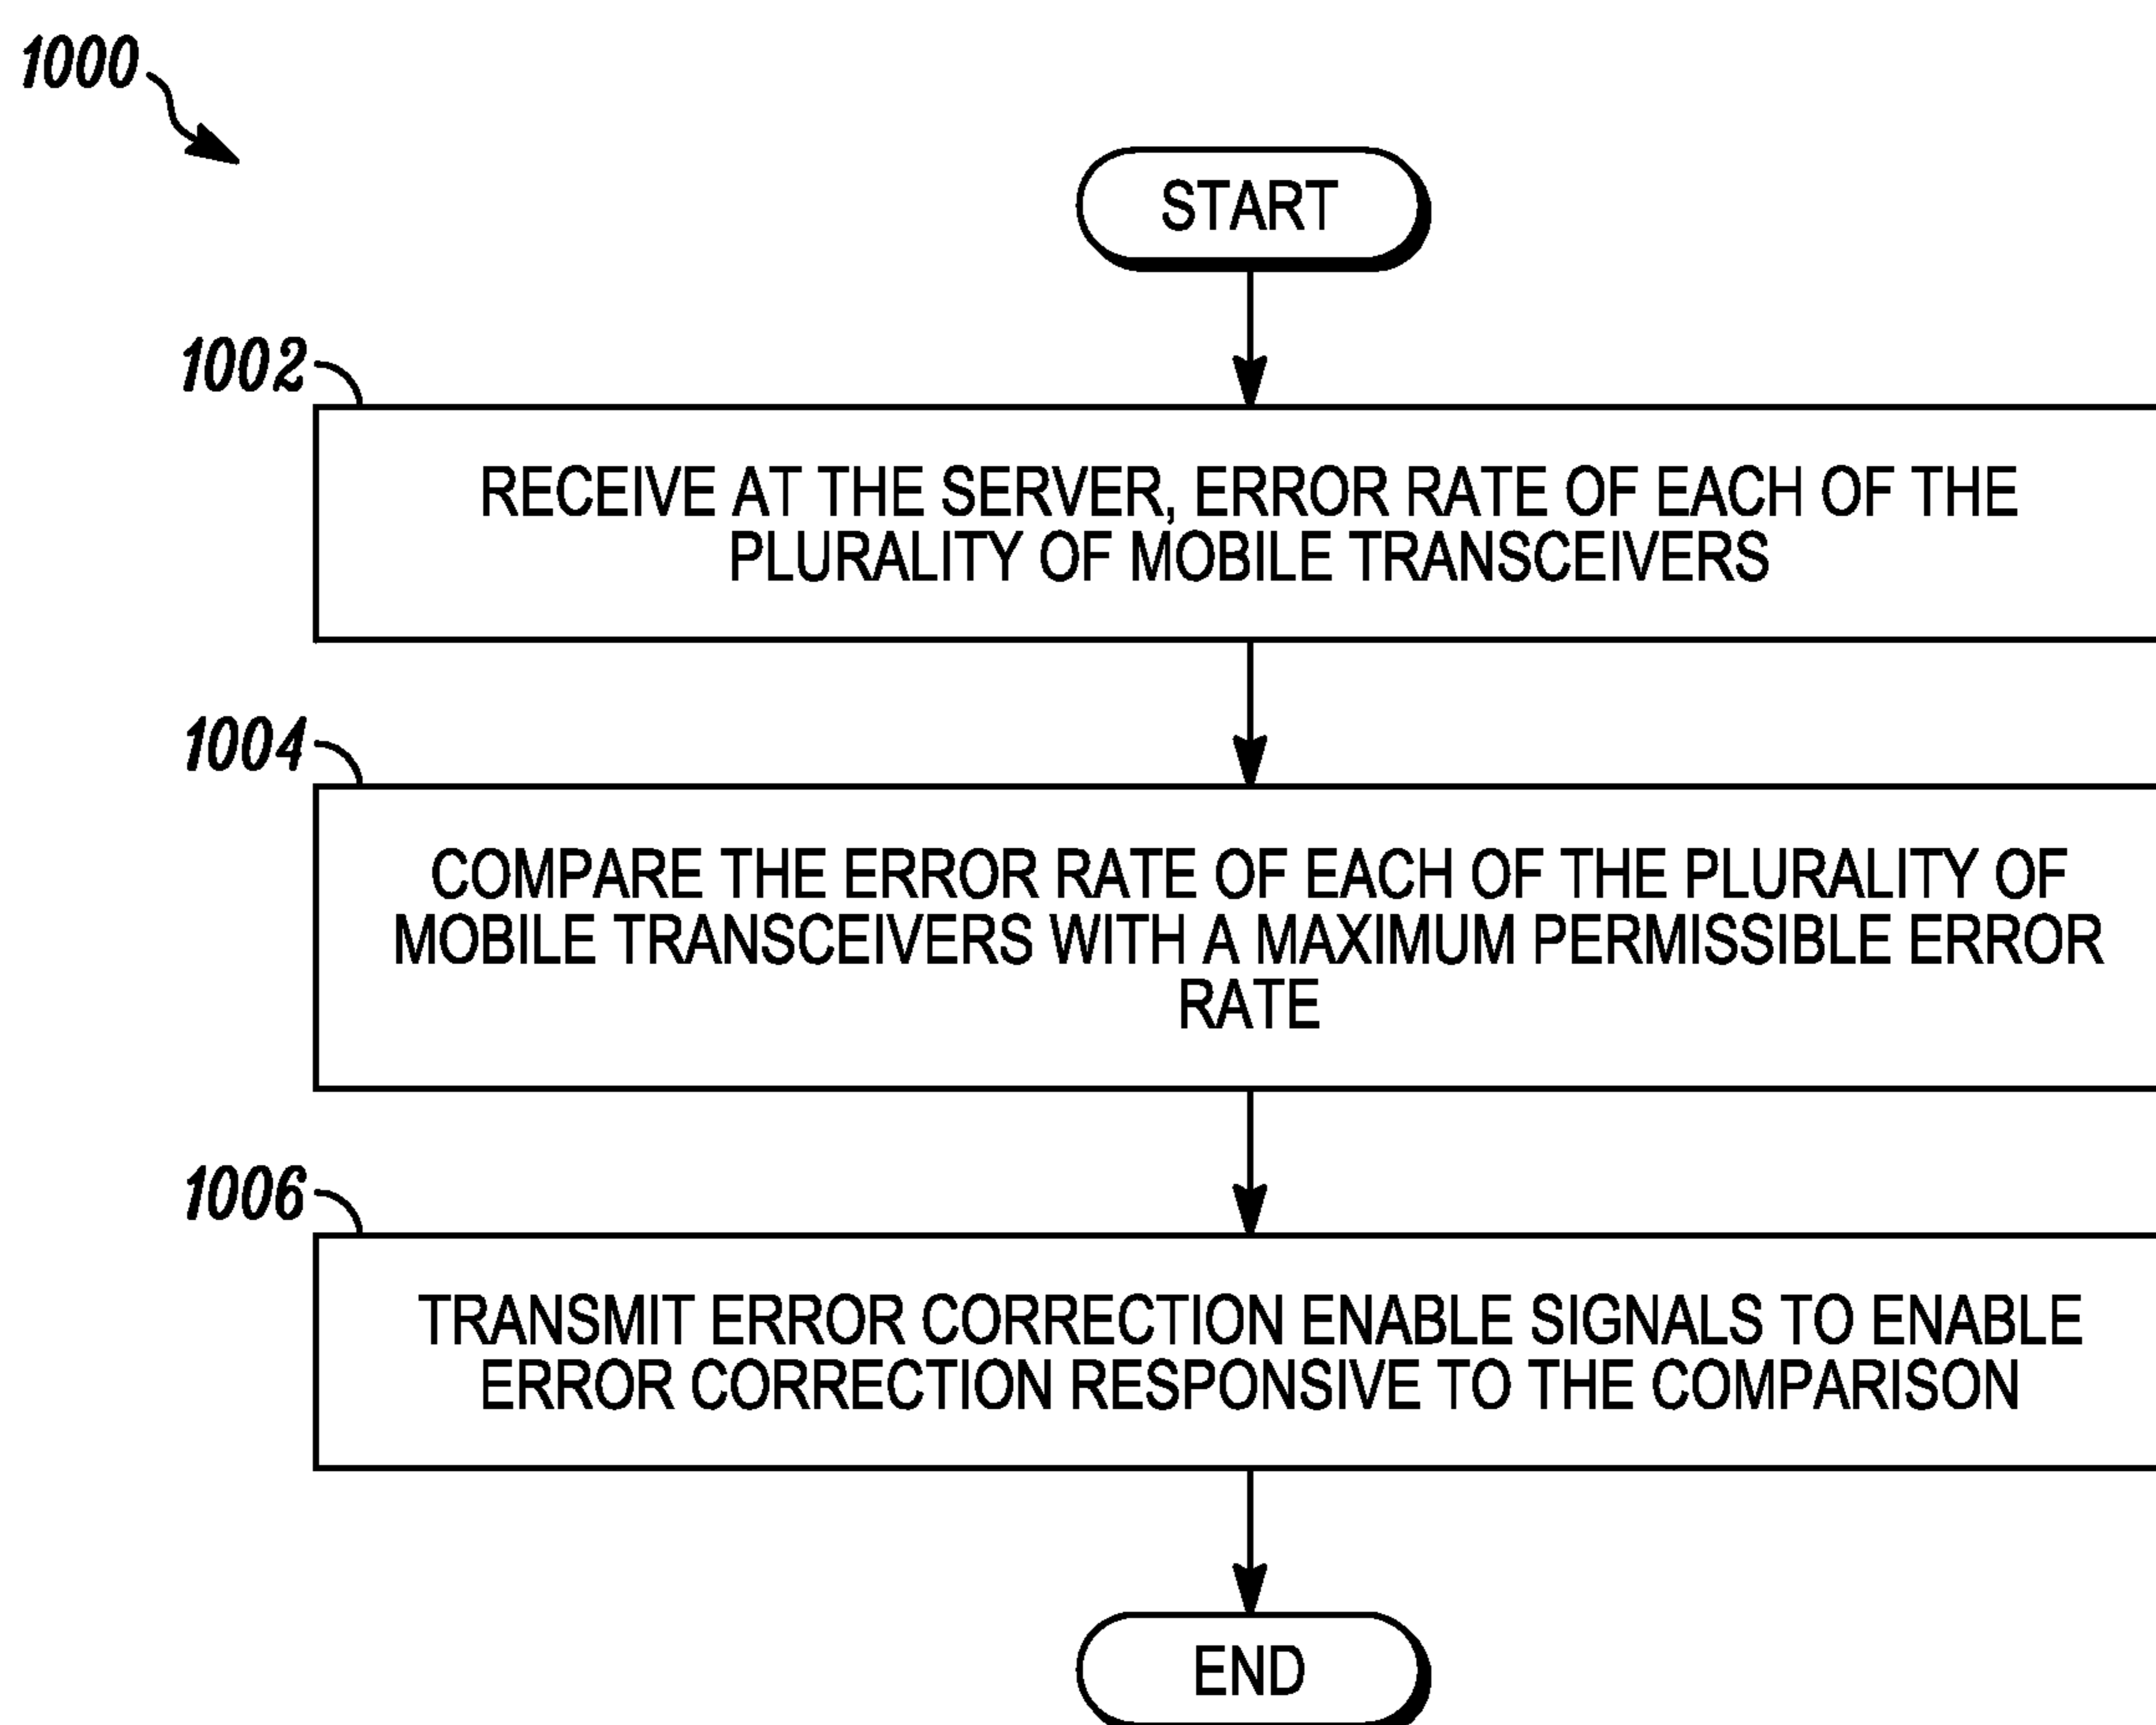 1000
START
1002
RECEIVE AT THE SERVER, ERROR RATE OF EACH OF THE
PLURALITY OF MOBILE TRANSCEIVERS
1004
COMPARE THE ERROR RATE OF EACH OF THE PLURALITY OF
MOBILE TRANSCEIVERS WITH A MAXIMUM PERMISSIBLE ERROR
RATE
1006
TRANSMIT ERROR CORRECTION ENABLE SIGNALS TO ENABLE
ERROR CORRECTION RESPONSIVE TO THE COMPARISON
END